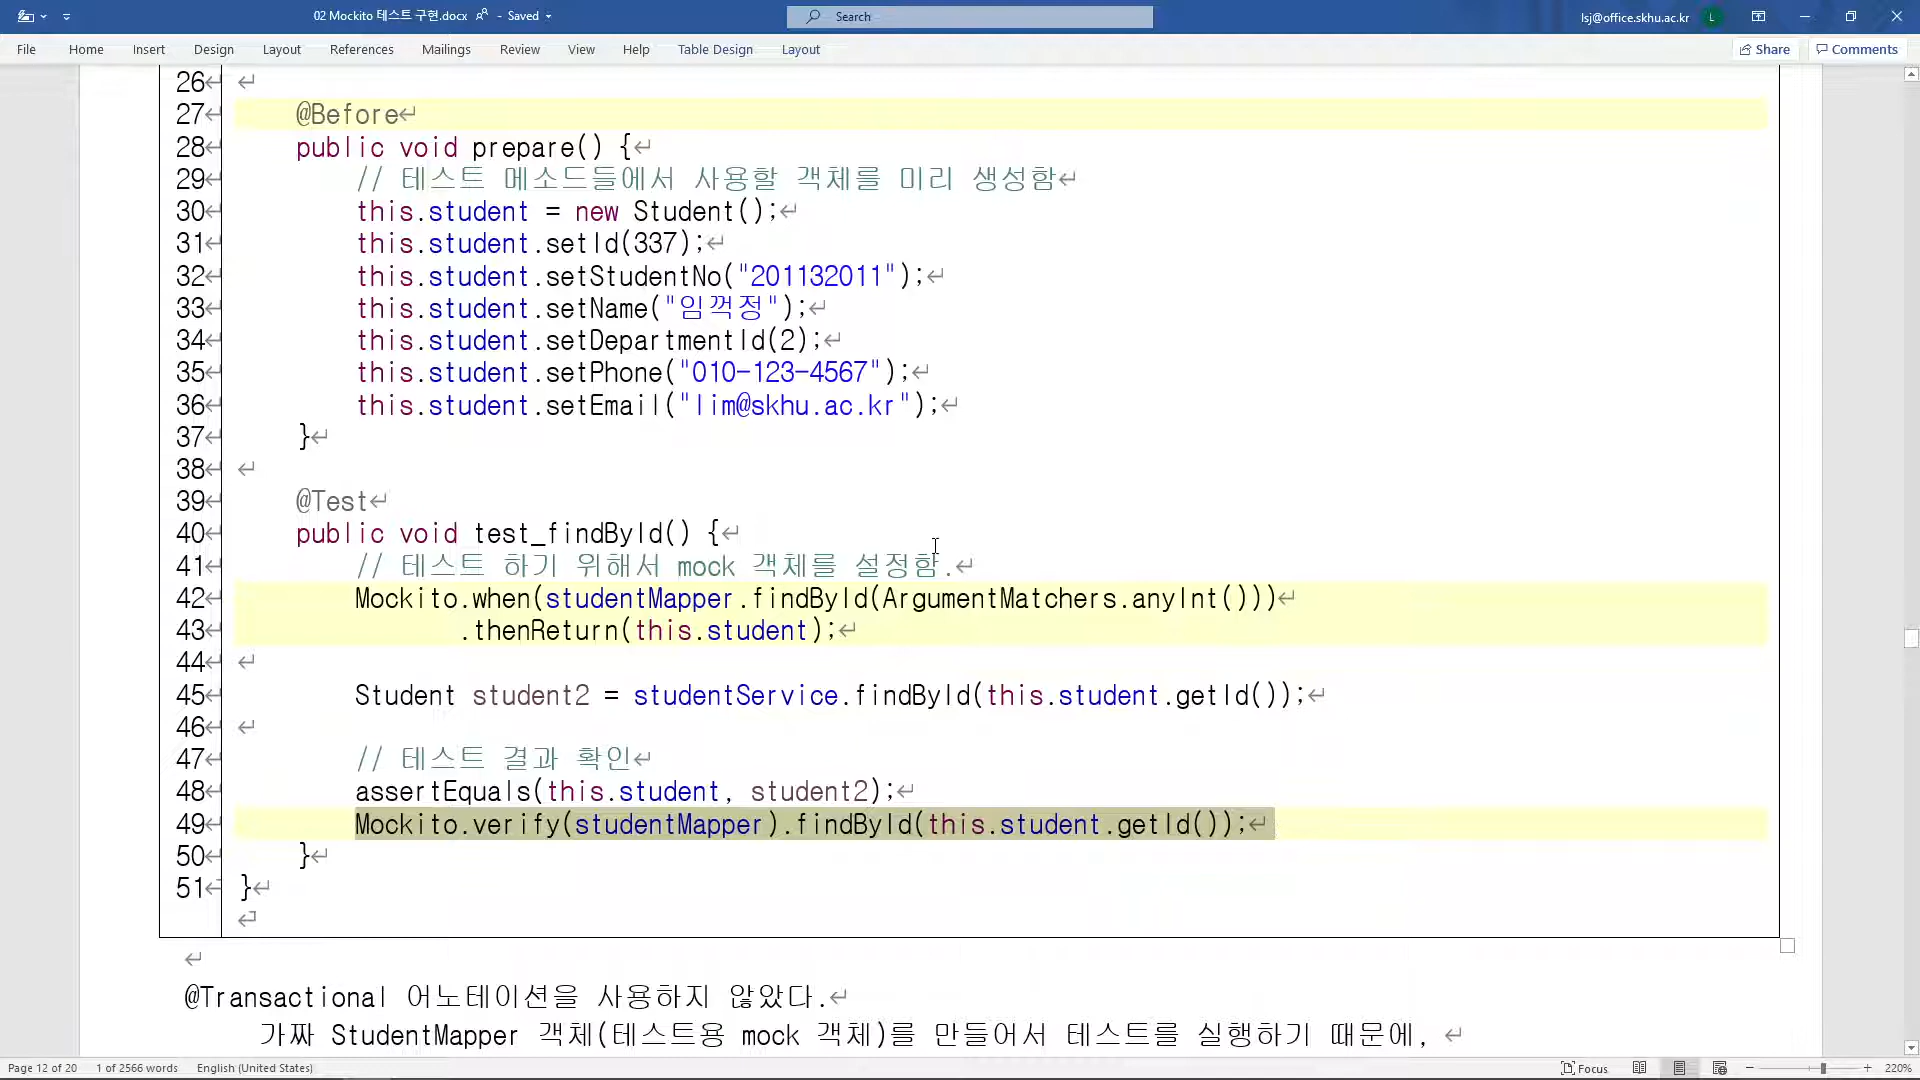 02 Mockito 테스트 구현.docx - Saved
Search
lsj@office.skhu.ac.kr L
File Home Insert Design Layout References Mailings Review View Help Table Design Layout Share Comments
26
27 @Before
28 public void prepare() {
29 // 테스트 메소드들에서 사용할 객체를 미리 생성함
30 this.student = new Student();
31 this.student.setId(337);
32 this.student.setStudentNo("201132011");
33 this.student.setName("임꺽정");
34 this.student.setDepartmentId(2);
35 this.student.setPhone("010-123-4567");
36 this.student.setEmail("lim@skhu.ac.kr");
37 }
38
39 @Test
40 public void test_findById() {
41 // 테스트 하기 위해서 mock 객체를 설정함.
42 Mockito.when(studentMapper.findById(ArgumentMatchers.anyInt()))
43 .thenReturn(this.student);
44
45 Student student2 = studentService.findById(this.student.getId());
46
47 // 테스트 결과 확인
48 assertEquals(this.student, student2);
49 Mockito.verify(studentMapper).findById(this.student.getId());
50 }
51 }
@Transactional 어노테이션을 사용하지 않았다.
가짜 StudentMapper 객체(테스트용 mock 객체)를 만들어서 테스트를 실행하기 때문에,
Page 12 of 20 1 of 2566 words English (United States) Focus 220%